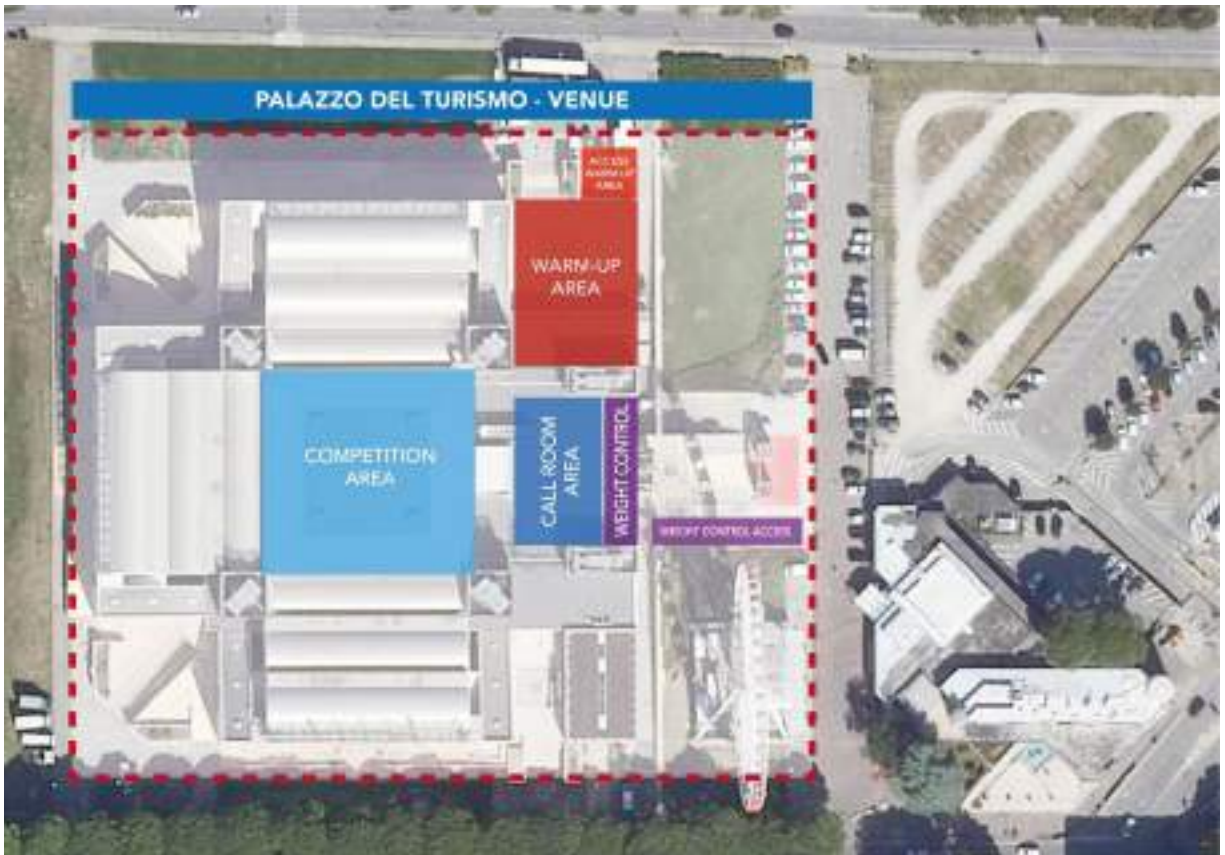 PALAZZO DEL TURISMO - VENUE
ACCESS
WARM-UP
AREA
WARM-UP
AREA
COMPETITION
AREA
CALL ROOM
AREA
WEIGHT CONTROL
WEIGHT CONTROL ACCESS